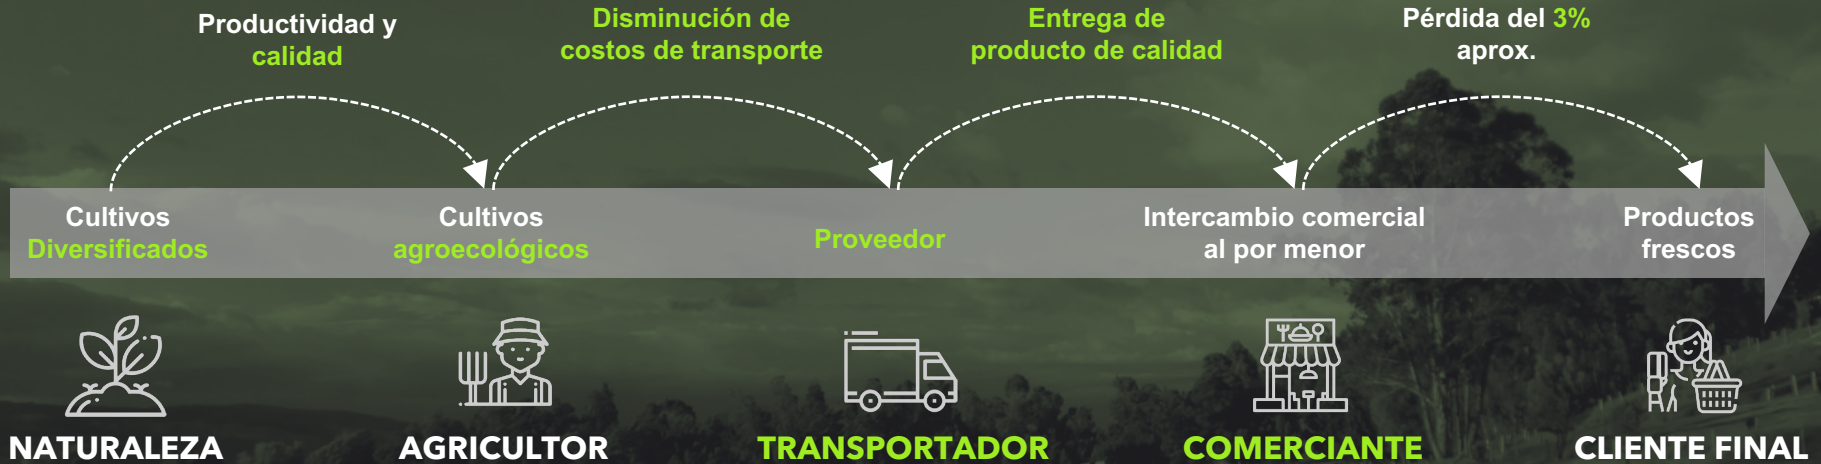 Productividad y
calidad
Disminución de
costos de transporte
Entrega de
producto de calidad
Pérdida del 3%
aprox.
Cultivos
Diversificados
Cultivos
agroecológicos
Proveedor
Intercambio comercial
al por menor
Productos
frescos
NATURALEZA
AGRICULTOR
TRANSPORTADOR
COMERCIANTE
CLIENTE FINAL